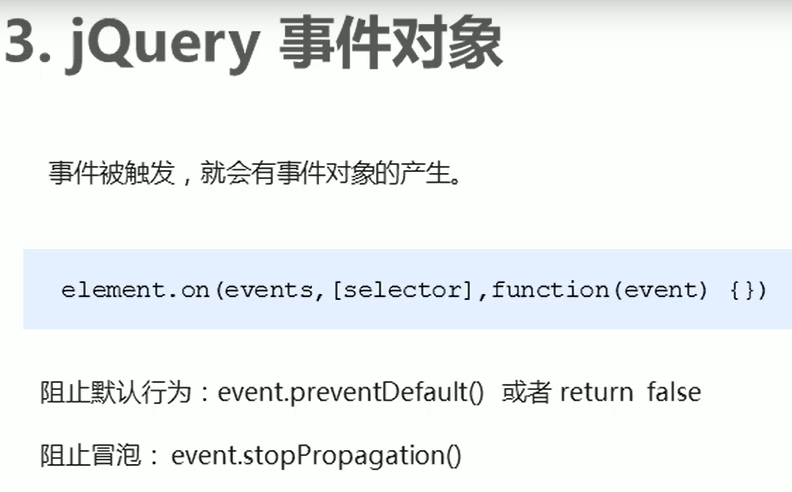 3. jQuery 事件对象
事件被触发，就会有事件对象的产生。
element.on(events,[selector],function(event) {})
阻止默认行为：event.preventDefault() 或者 return false
阻止冒泡： event.stopPropagation()